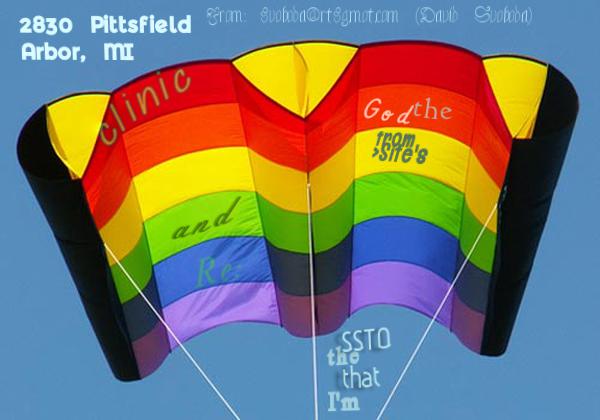 2830 Pittsfield
Arbor, MI
From: svoboda@rtsgmot.com (David Svoboda)
clinic
God the
from
>Site's
and
Re:
SSTO
the
that
I'm